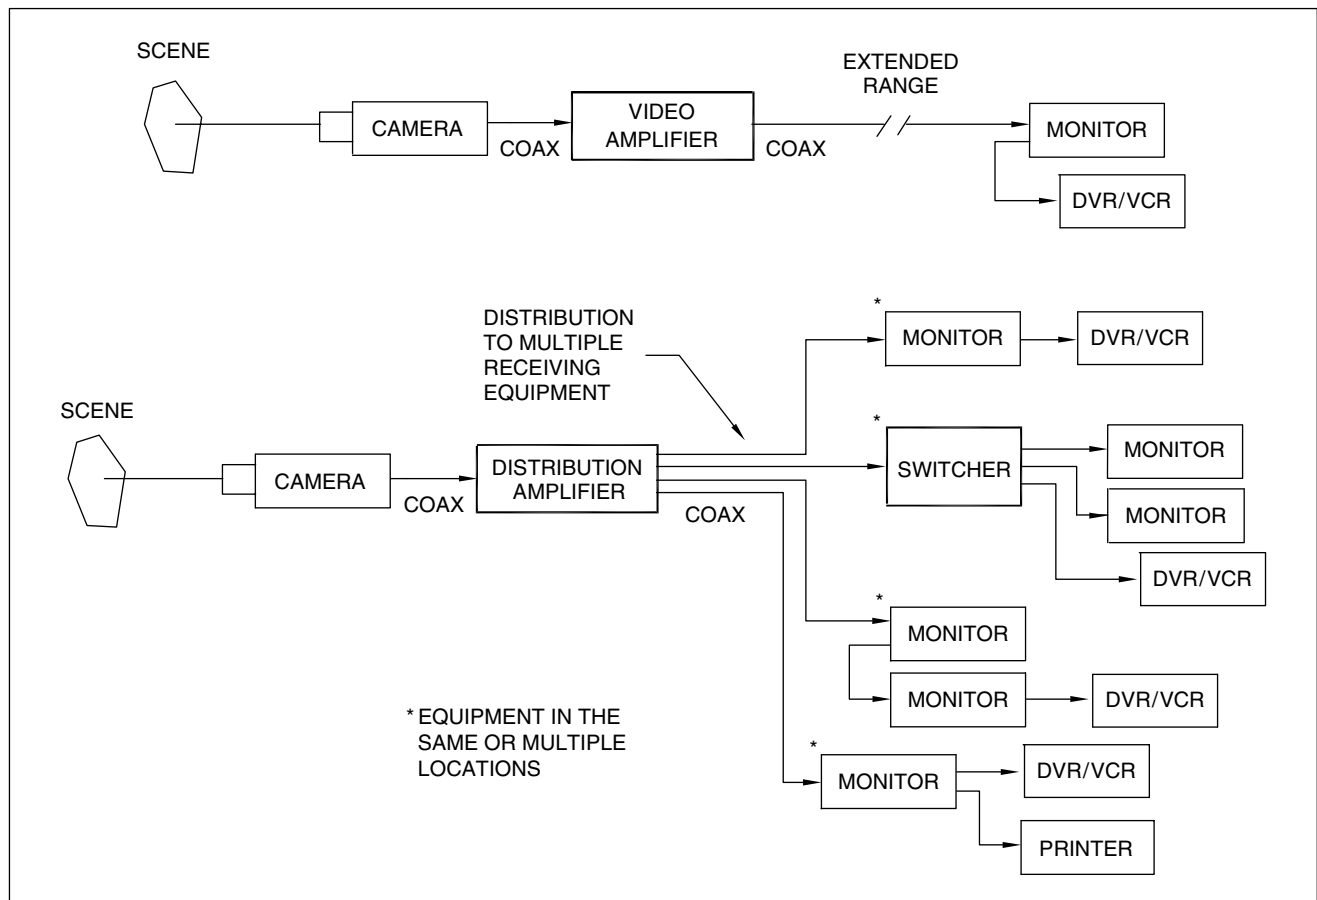 SCENE
CAMERA
COAX
VIDEO
AMPLIFIER
COAX
EXTENDED
RANGE
MONITOR
DVR/VCR
DISTRIBUTION
TO MULTIPLE
RECEIVING
EQUIPMENT
SCENE
CAMERA
COAX
DISTRIBUTION
AMPLIFIER
COAX
*
MONITOR
DVR/VCR
*
SWITCHER
MONITOR
MONITOR
DVR/VCR
*
MONITOR
MONITOR
DVR/VCR
*
MONITOR
DVR/VCR
PRINTER
* EQUIPMENT IN THE
SAME OR MULTIPLE
LOCATIONS